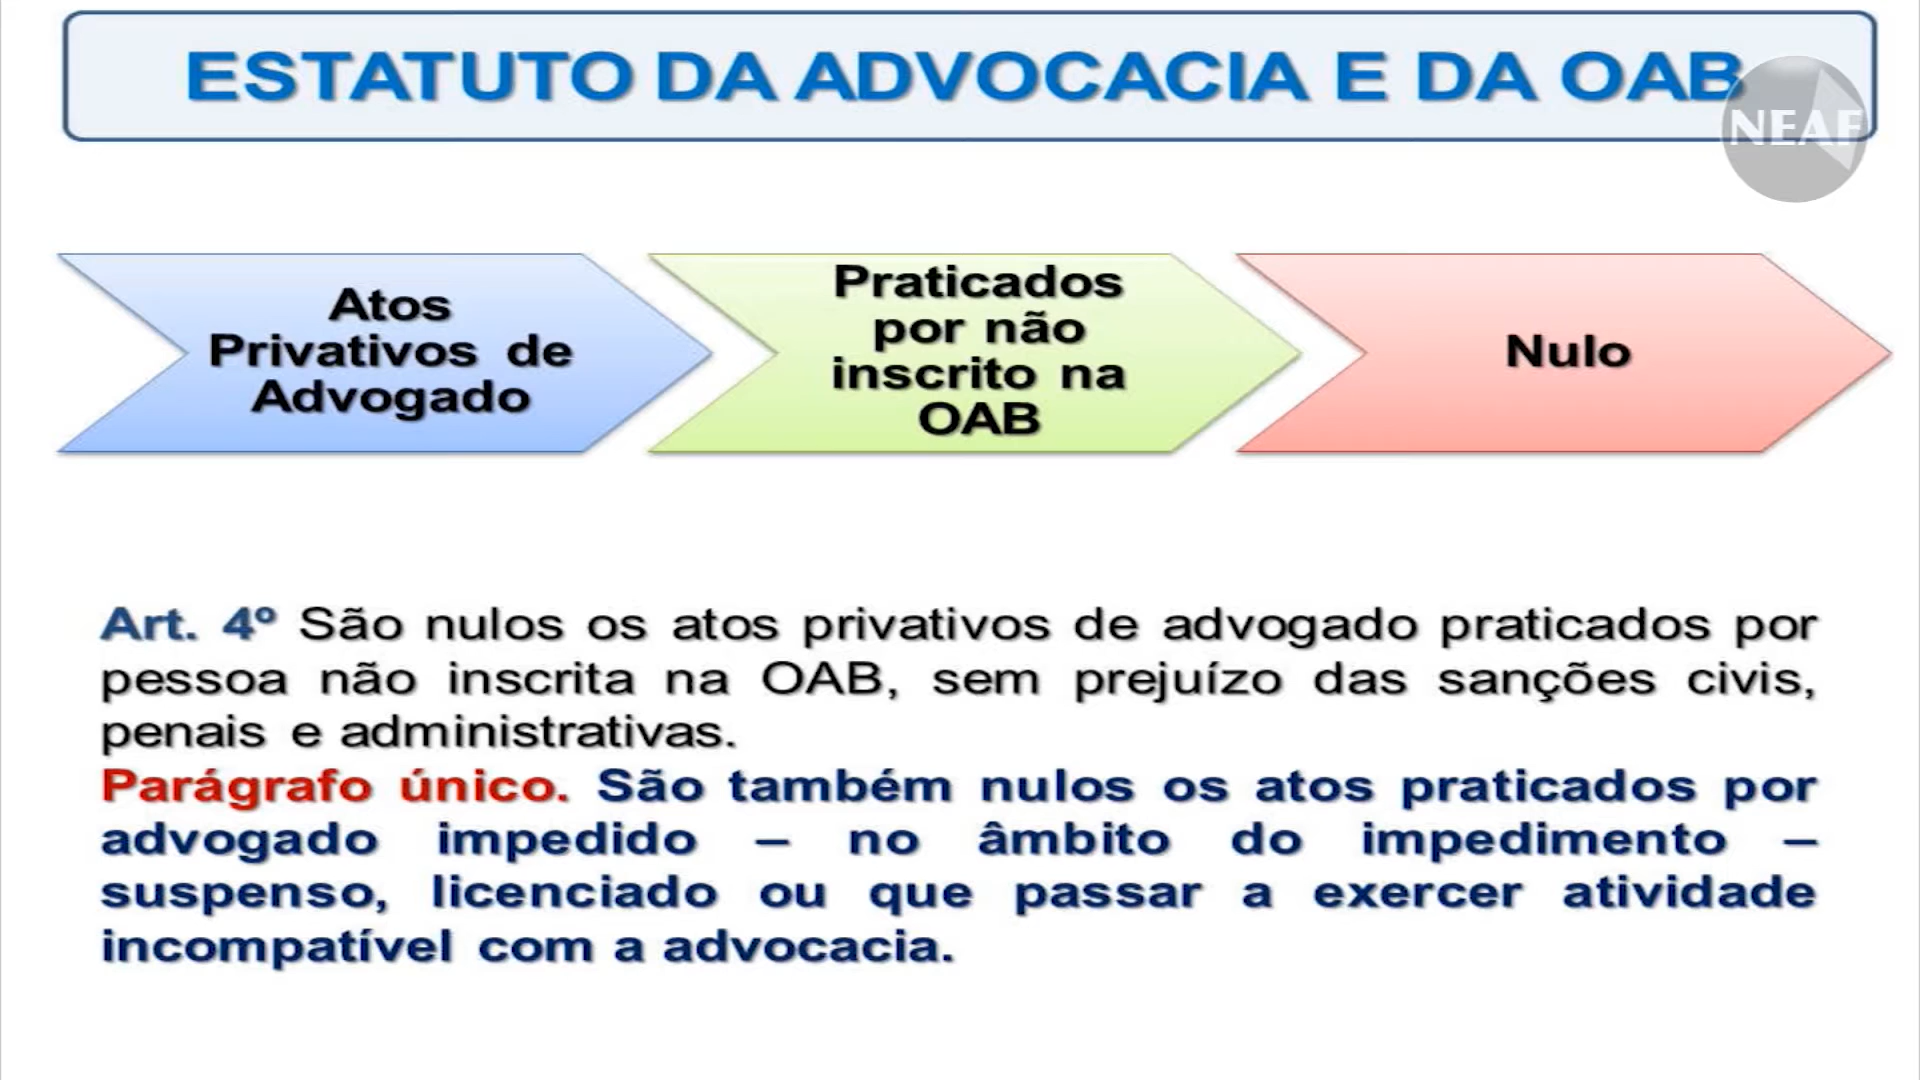 ESTATUTO DA ADVOCACIA E DA OAB
NEAF
Atos
Privativos de
Advogado
Praticados
por não
inscrito na
OAB
Nulo
Art. 4º São nulos os atos privativos de advogado praticados por
pessoa não inscrita na OAB, sem prejuízo das sanções civis,
penais e administrativas.
Parágrafo único. São também nulos os atos praticados por
advogado impedido – no âmbito do impedimento –
suspenso, licenciado ou que passar a exercer atividade
incompatível com a advocacia.